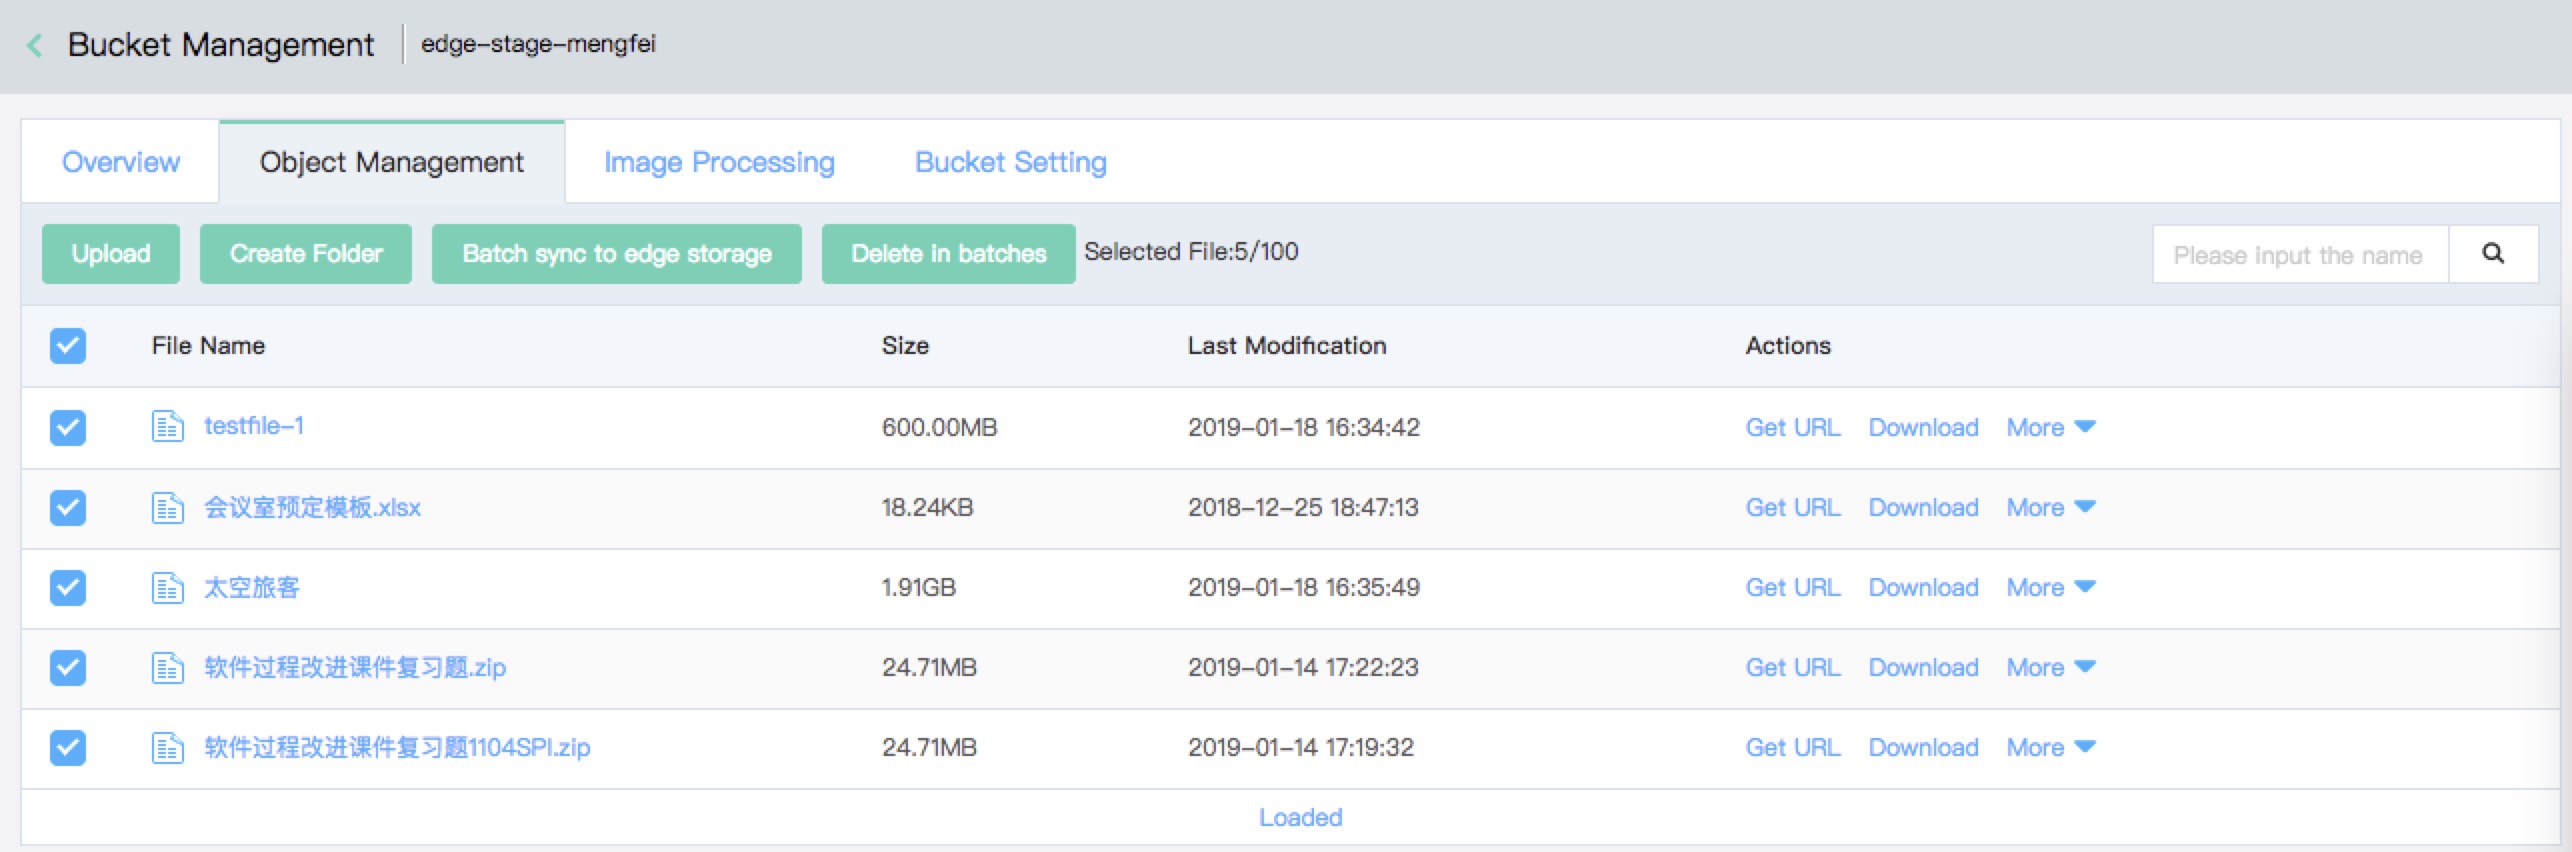 Bucket Management edge-stage-mengfei
Overview Object Management Image Processing Bucket Setting
Upload Create Folder Batch sync to edge storage Delete in batches Selected File:5/100 Please input the name
File Name Size Last Modification Actions
testfile-1 600.00MB 2019-01-18 16:34:42 Get URL Download More
会议室预定模板.xlsx 18.24KB 2018-12-25 18:47:13 Get URL Download More
太空旅客 1.91GB 2019-01-18 16:35:49 Get URL Download More
软件过程改进课件复习题.zip 24.71MB 2019-01-14 17:22:23 Get URL Download More
软件过程改进课件复习题1104SPI.zip 24.71MB 2019-01-14 17:19:32 Get URL Download More
Loaded